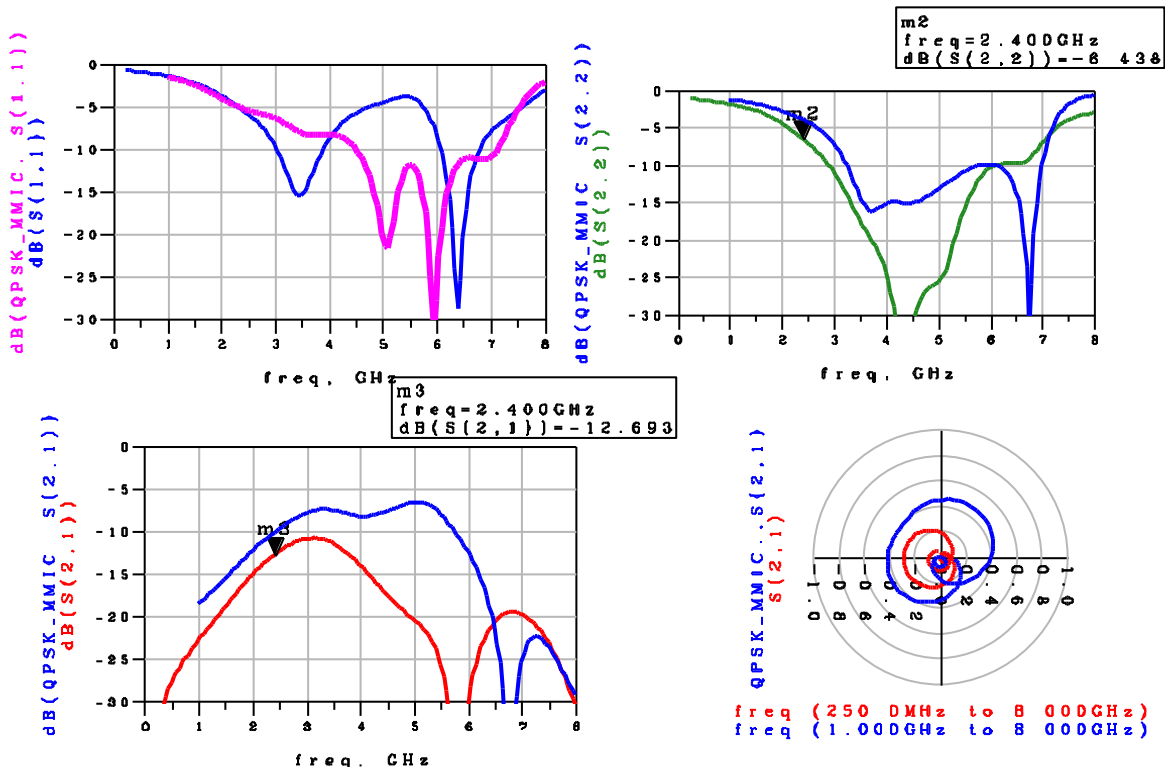 m2
freq=2.400GHz
dB(S(2,2))=-6 438
dB(QPSK_MMIC. S(1.1))
dB(S(1,1))
0
-5
-10
-15
-20
-25
-30
0 1 2 3 4 5 6 7 8
freq, GHz
dB(QPSK_MMIC S(2.2))
dB(S(2.2))
m2
0
-5
-10
-15
-20
-25
-30
0 1 2 3 4 5 6 7 8
freq, GHz
m3
freq=2.400GHz
dB(S(2,1))=-12.693
dB(QPSK_MMIC S(2.1))
dB(S(2.1))
m3
0
-5
-10
-15
-20
-25
-30
0 1 2 3 4 5 6 7 8
freq, GHz
QPSK_MMIC..S(2,1)
S(2,1)
freq (250 0MHz to 8 000GHz)
freq (1.000GHz to 8 000GHz)